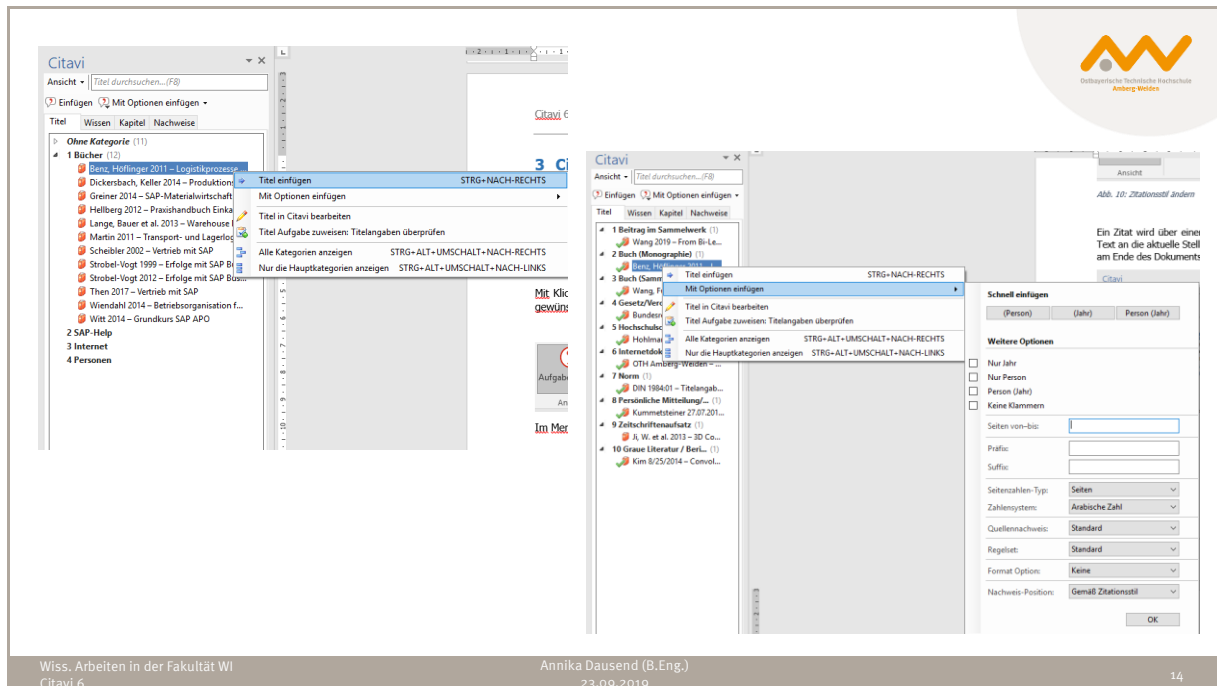 Ostbayerische Technische Hochschule
Amberg-Weiden
Citavi
Ansicht
Titel durchsuchen...(F8)
Einfügen Mit Optionen einfügen
Titel Wissen Kapitel Nachweise
Ohne Kategorie (11)
1 Bücher (12)
Benz, Höflinger 2011 – Logistikprozesse...
Dickersbach, Keller 2014 – Produktions
Greiner 2014 – SAP-Materialwirtschaft
Hellberg 2012 – Praxishandbuch Einka
Lange, Bauer et al. 2013 – Warehouse
Martin 2011 – Transport- und Lagerlog
Scheibler 2002 – Vertrieb mit SAP
Strobel-Vogt 1999 – Erfolge mit SAP B
Strobel-Vogt 2012 – Erfolge mit SAP Bus...
Then 2017 – Vertrieb mit SAP
Wiendahl 2014 – Betriebsorganisation f...
Witt 2014 – Grundkurs SAP APO
2 SAP-Help
3 Internet
4 Personen
Titel einfügen STRG+NACH-RECHTS
Mit Optionen einfügen
Titel in Citavi bearbeiten
Titel Aufgabe zuweisen: Titelangaben überprüfen
Alle Kategorien anzeigen STRG+ALT+UMSCHALT+NACH-RECHTS
Nur die Hauptkategorien anzeigen STRG+ALT+UMSCHALT+NACH-LINKS
Citavi 6
3 Ci
Mit Klic
gewüns
Aufgab
An
Im Mer
Citavi
Ansicht
Titel durchsuchen...(F8)
Einfügen Mit Optionen einfügen
Titel Wissen Kapitel Nachweise
1 Beitrag im Sammelwerk (1)
Wang 2019 – From Bi-Le...
2 Buch (Monographie) (1)
Benz, Höflinger 2011 – L...
3 Buch (Samm
Wang, F
4 Gesetz/Verc
Bundesr
5 Hochschulsc
Hohlmar
6 Internetdok
OTH Amberg-Weiden – ...
7 Norm (1)
DIN 1984:01 – Titelangab...
8 Persönliche Mitteilung/... (1)
Kummetsteiner 27.07.201...
9 Zeitschriftenaufsatz (1)
Ji, W. et al. 2013 – 3D Co...
10 Graue Literatur / Beri... (1)
Kim 8/25/2014 – Convol...
Titel einfügen STRG+NACH-RECHTS
Mit Optionen einfügen
Titel in Citavi bearbeiten
Titel Aufgabe zuweisen: Titelangaben überprüfen
Alle Kategorien anzeigen STRG+ALT+UMSCHALT+NACH-RECHTS
Nur die Hauptkategorien anzeigen STRG+ALT+UMSCHALT+NACH-LINKS
Ansicht
Abb. 10: Zitationsstil ändern
Ein Zitat wird über einer
Text an die aktuelle Stell
am Ende des Dokuments
Citavi
Schnell einfügen
(Person) (Jahr) Person (Jahr)
Weitere Optionen
Nur Jahr
Nur Person
Person (Jahr)
Keine Klammern
Seiten von–bis:
Präfix:
Suffix:
Seitenzahlen-Typ: Seiten
Zahlensystem: Arabische Zahl
Quellennachweis: Standard
Regelset: Standard
Format Option: Keine
Nachweis-Position: Gemäß Zitationsstil
OK
Wiss. Arbeiten in der Fakultät WI
Citavi 6
Annika Dausend (B.Eng.)
23.09.2019
14